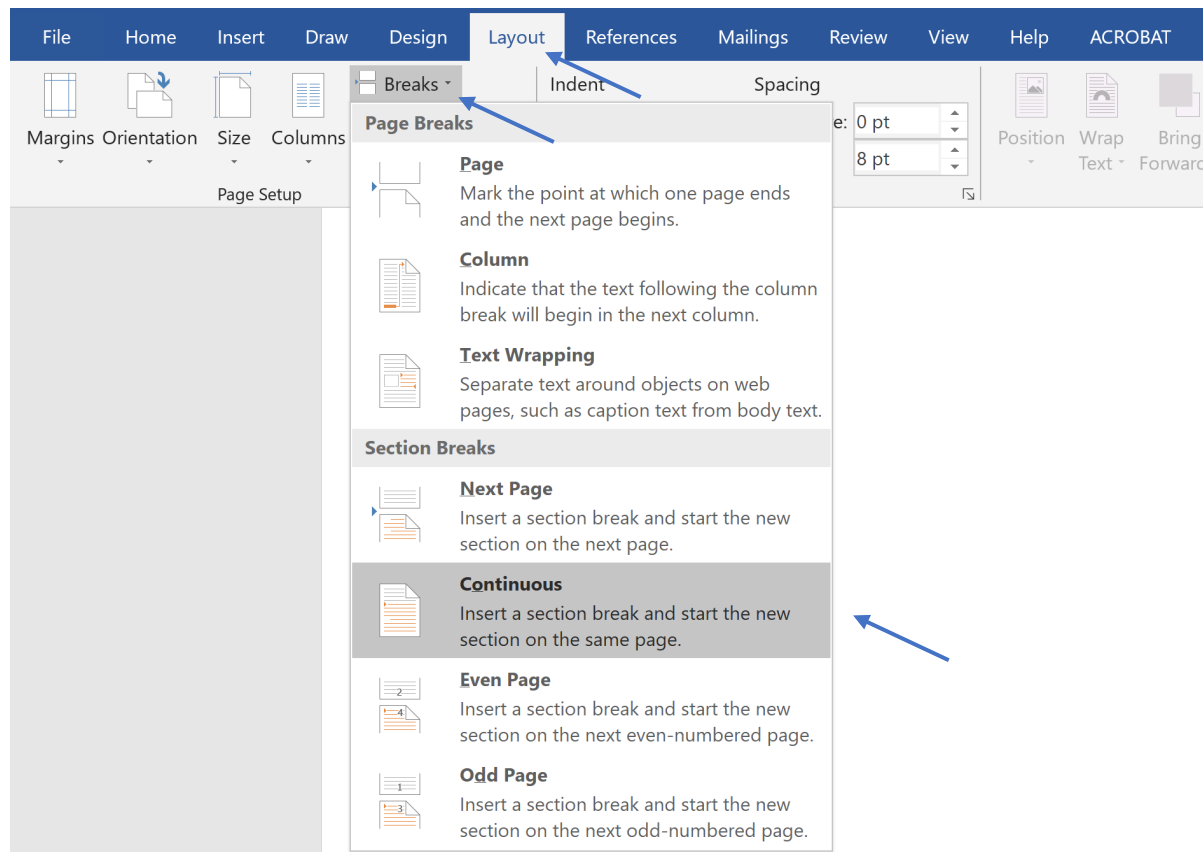 File Home Insert Draw Design Layout References Mailings Review View Help ACROBAT
Breaks Indent Spacing
Margins Orientation Size Columns
Page Setup
e: 0 pt
8 pt
Position Wrap Text Bring Forward
Page Breaks
Page
Mark the point at which one page ends
and the next page begins.
Column
Indicate that the text following the column
break will begin in the next column.
Text Wrapping
Separate text around objects on web
pages, such as caption text from body text.
Section Breaks
Next Page
Insert a section break and start the new
section on the next page.
Continuous
Insert a section break and start the new
section on the same page.
2
4
Even Page
Insert a section break and start the new
section on the next even-numbered page.
1
3
Odd Page
Insert a section break and start the new
section on the next odd-numbered page.